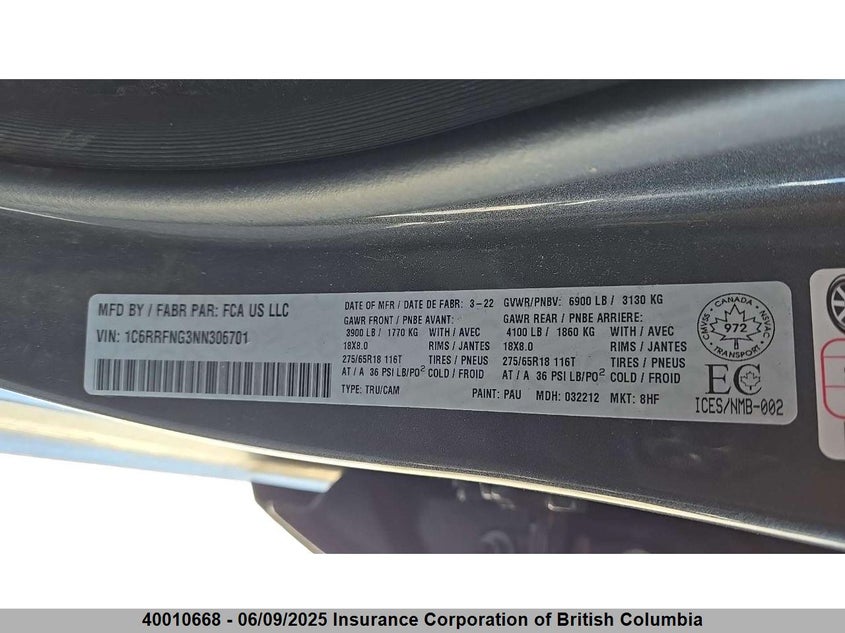 MFD BY / FABR PAR: FCA US LLC
VIN: 1C6RRFNG3NN306701
DATE OF MFR / DATE DE FABR: 3-22
GVWR/PNBV: 6900 LB / 3130 KG
GAWR FRONT / PNBE AVANT:
3900 LB / 1770 KG WITH / AVEC
18X8.0 RIMS / JANTES
275/65R18 116T TIRES / PNEUS
AT / A 36 PSI LB/PO² COLD / FROID
GAWR REAR / PNBE ARRIERE:
4100 LB / 1860 KG WITH / AVEC
18X8.0 RIMS / JANTES
275/65R18 116T TIRES / PNEUS
AT / A 36 PSI LB/PO² COLD / FROID
TYPE: TRU/CAM PAINT: PAU MDH: 032212 MKT: 8HF
CANADA
CMVSS 972 NSVAC
TRANSPORT
EC
ICES/NMB-002
40010668 - 06/09/2025 Insurance Corporation of British Columbia